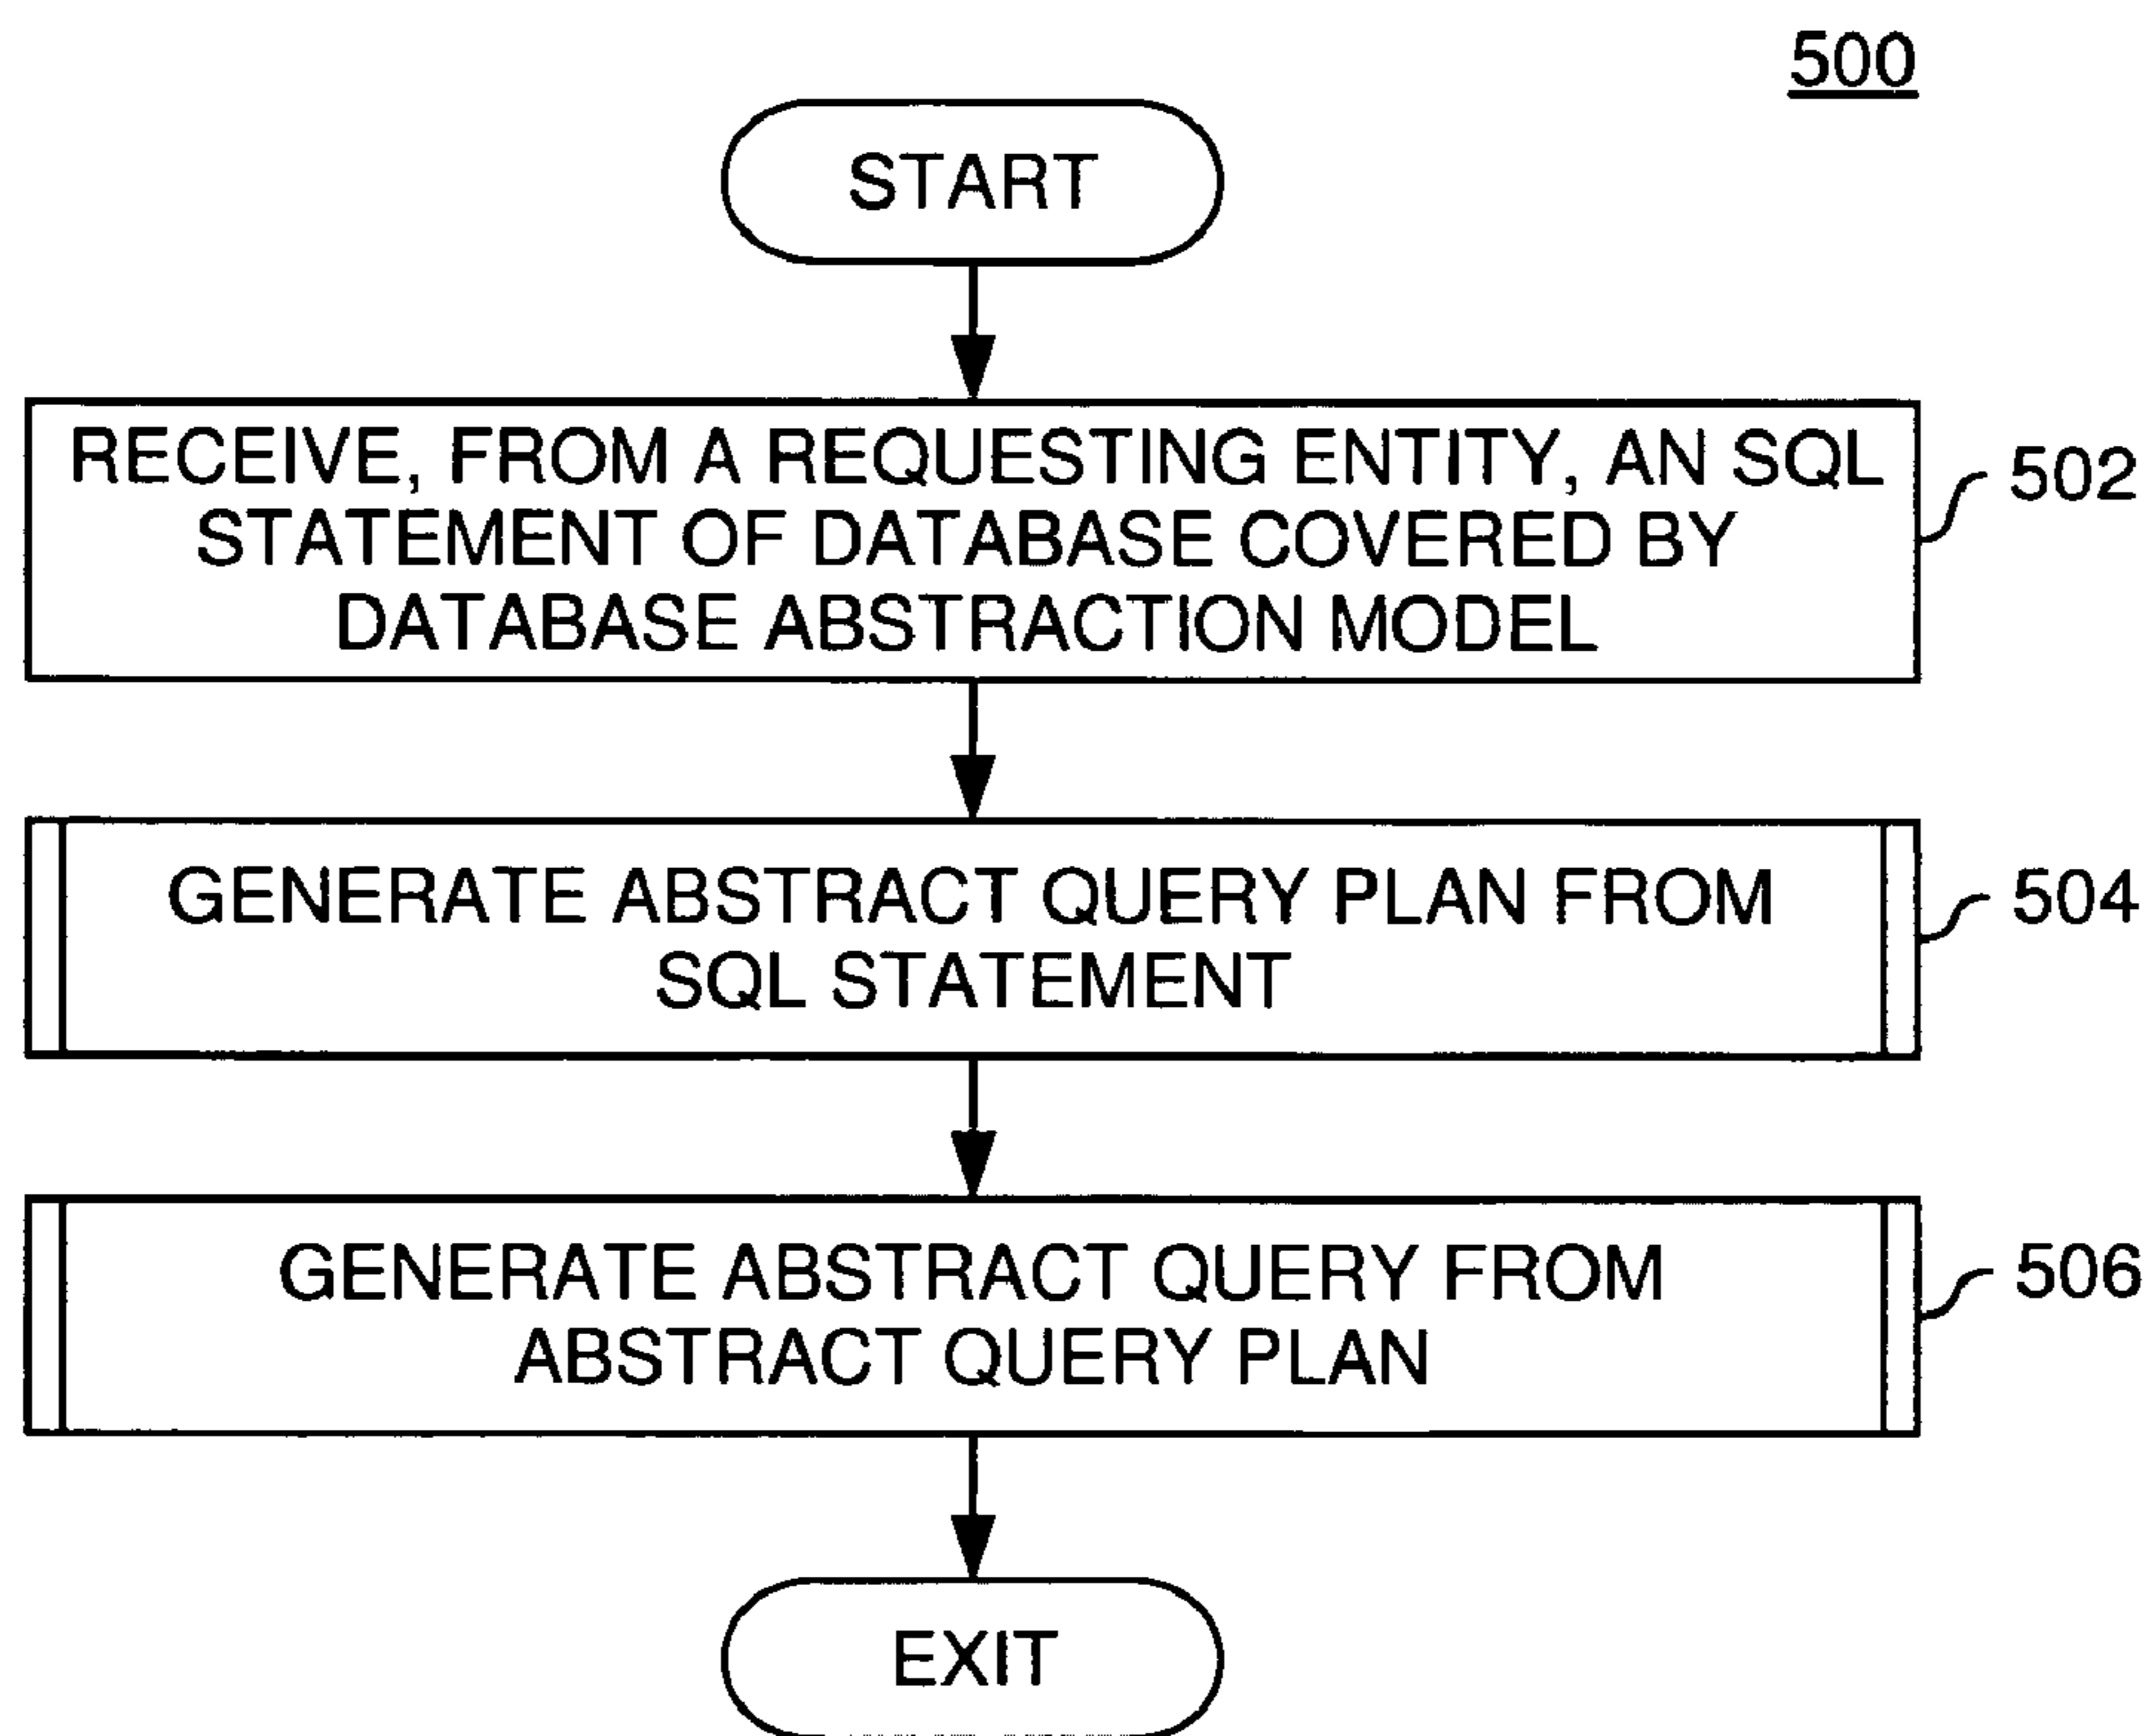 500
START
RECEIVE, FROM A REQUESTING ENTITY, AN SQL
STATEMENT OF DATABASE COVERED BY
DATABASE ABSTRACTION MODEL
502
GENERATE ABSTRACT QUERY PLAN FROM
SQL STATEMENT
504
GENERATE ABSTRACT QUERY FROM
ABSTRACT QUERY PLAN
506
EXIT